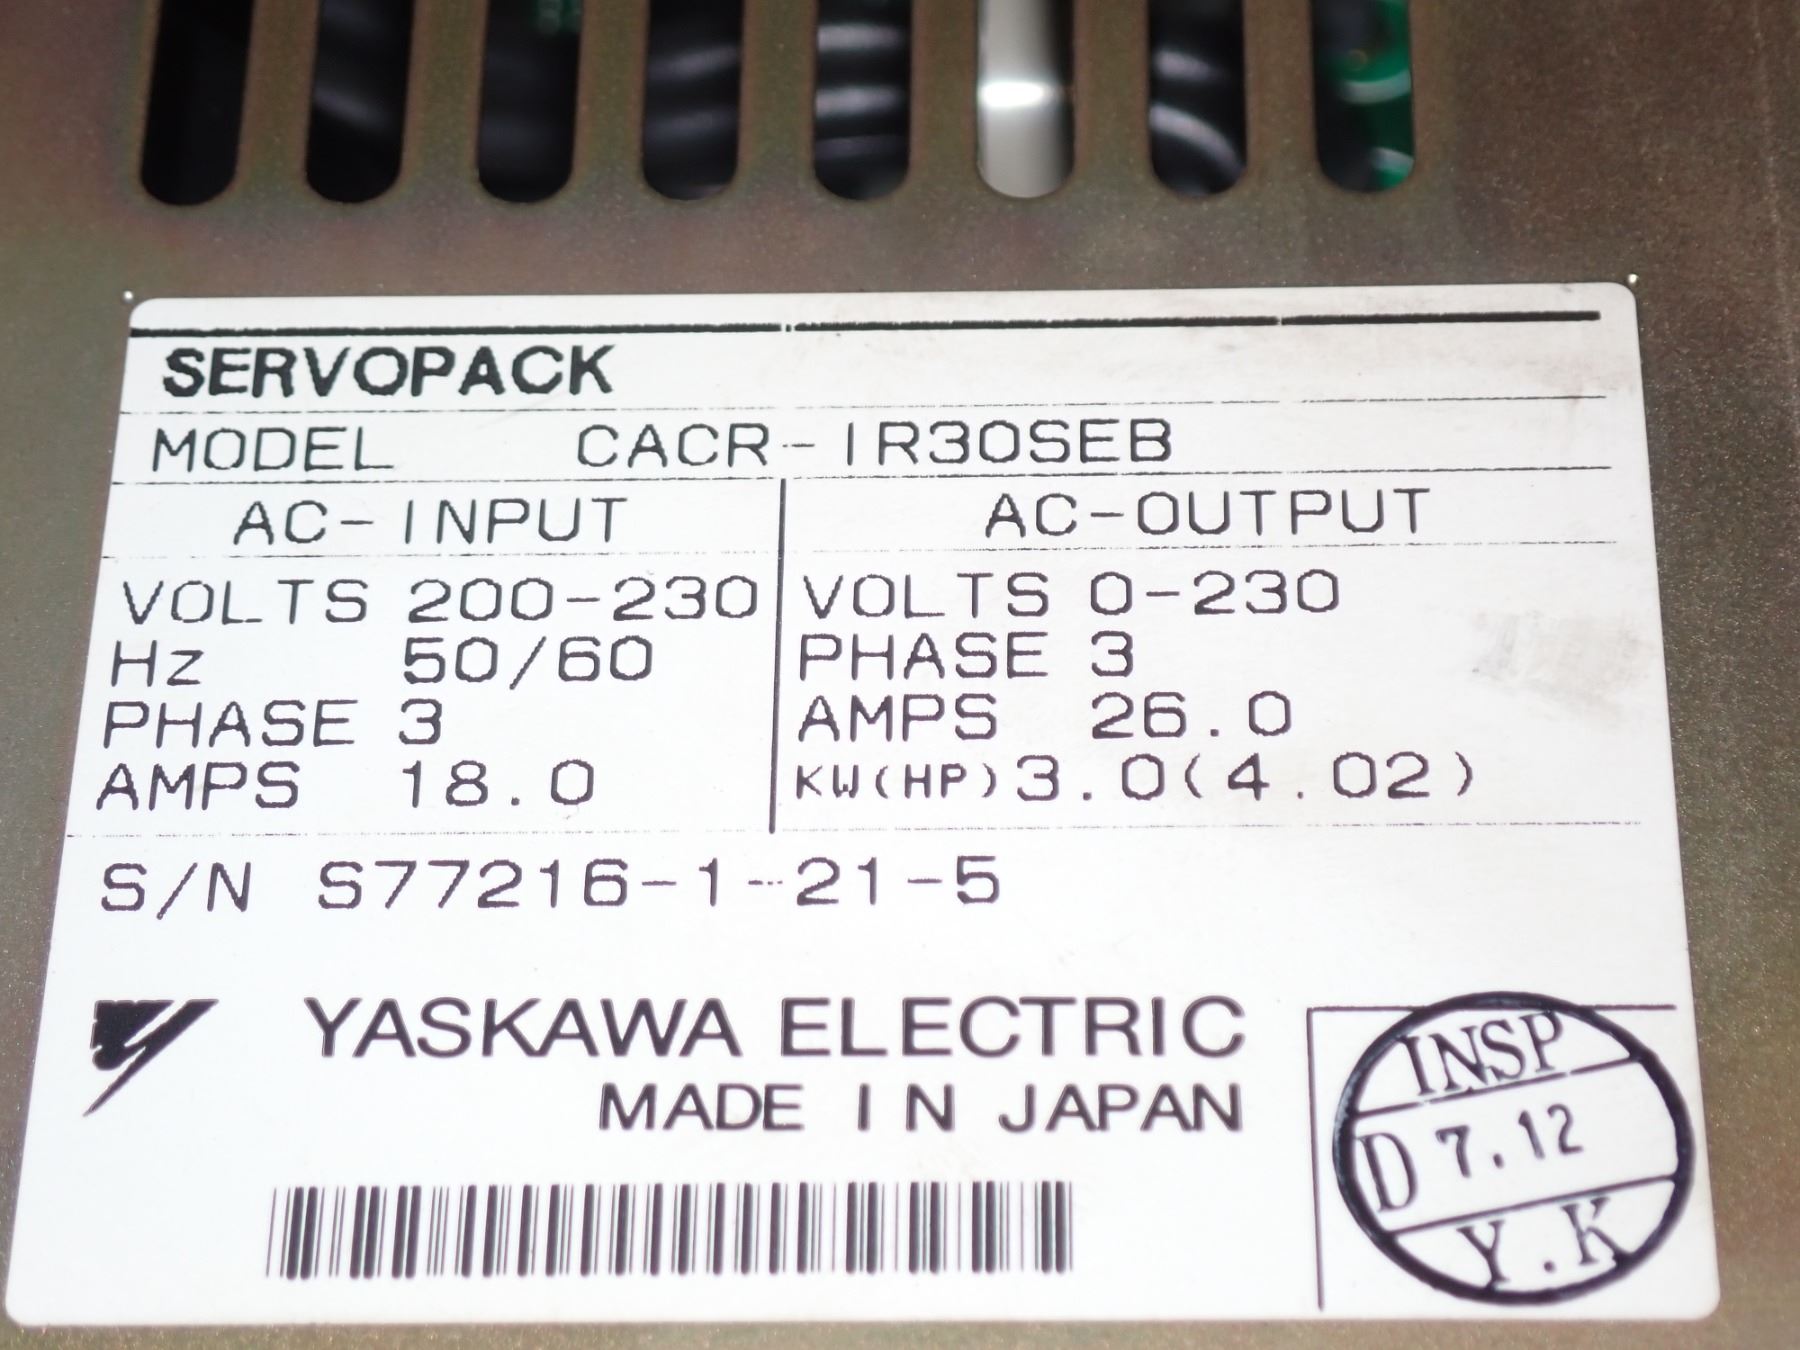 SERVOPACK
MODEL CACR-IR30SEB
AC-INPUT AC-OUTPUT
VOLTS 200-230 VOLTS 0-230
Hz 50/60 PHASE 3
PHASE 3 AMPS 26.0
AMPS 18.0 KW(HP) 3.0(4.02)
S/N S77216-1-21-5
YASKAWA ELECTRIC
MADE IN JAPAN
INSP
D 7.12
Y.K